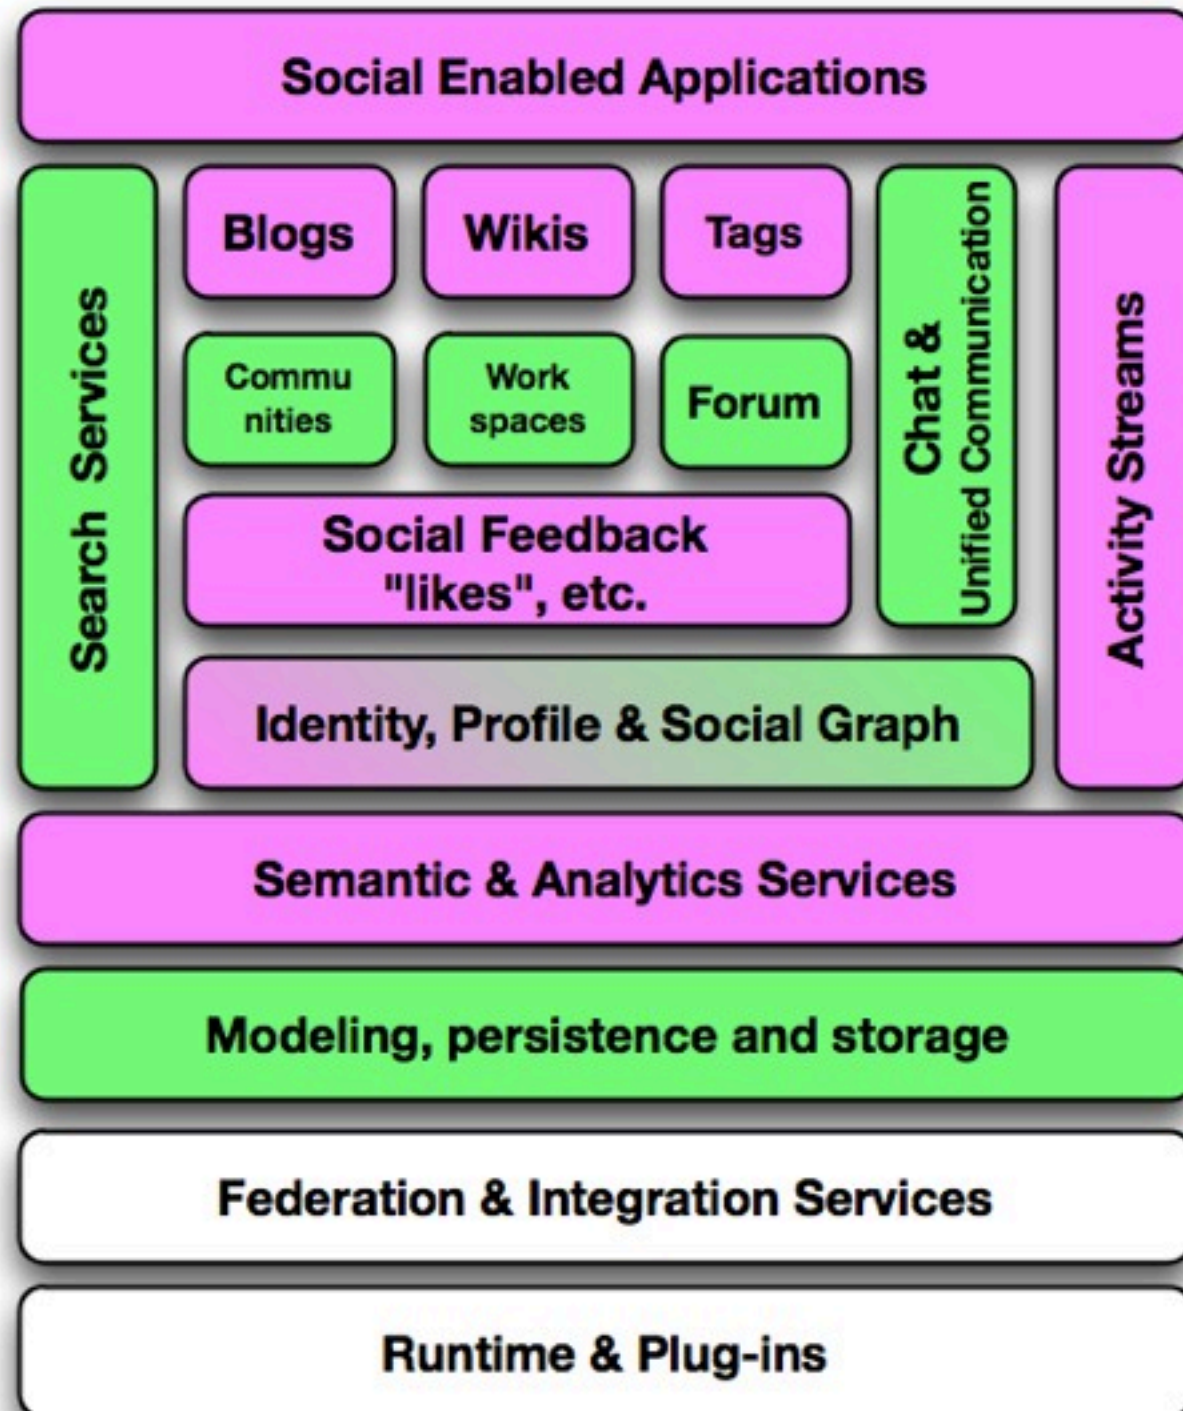 Social Enabled Applications
Search Services
Blogs
Wikis
Tags
Chat &
Unified Communication
Activity Streams
Commu
nities
Work
spaces
Forum
Social Feedback
"likes", etc.
Identity, Profile & Social Graph
Semantic & Analytics Services
Modeling, persistence and storage
Federation & Integration Services
Runtime & Plug-ins